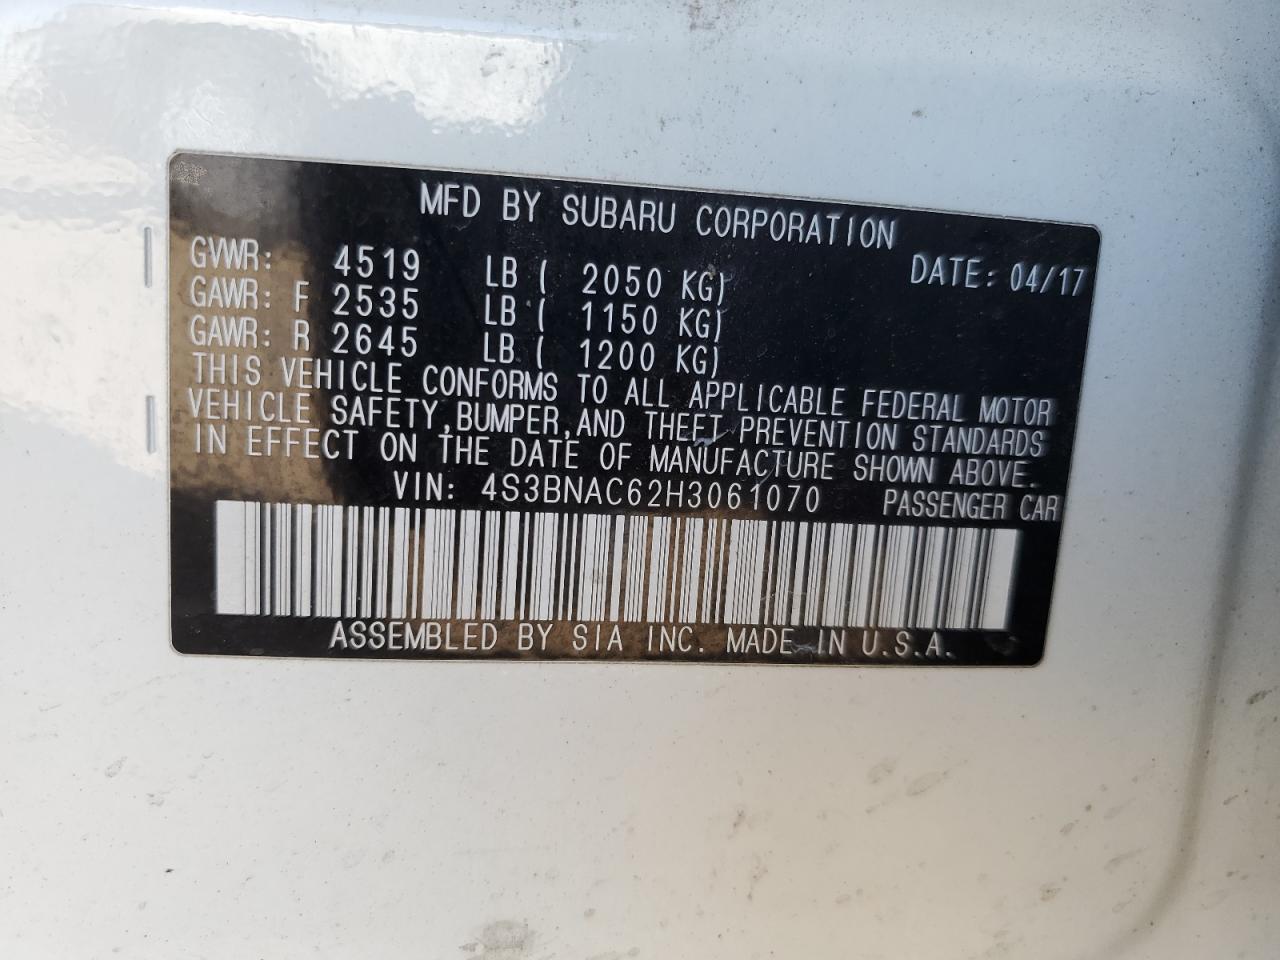 MFD BY SUBARU CORPORATION
GVWR: 4519 LB ( 2050 KG) DATE: 04/17
GAWR: F 2535 LB ( 1150 KG)
GAWR: R 2645 LB ( 1200 KG)
THIS VEHICLE CONFORMS TO ALL APPLICABLE FEDERAL MOTOR
VEHICLE SAFETY, BUMPER, AND THEFT PREVENTION STANDARDS
IN EFFECT ON THE DATE OF MANUFACTURE SHOWN ABOVE.
VIN: 4S3BNAC62H3061070 PASSENGER CAR
ASSEMBLED BY SIA INC. MADE IN U.S.A.